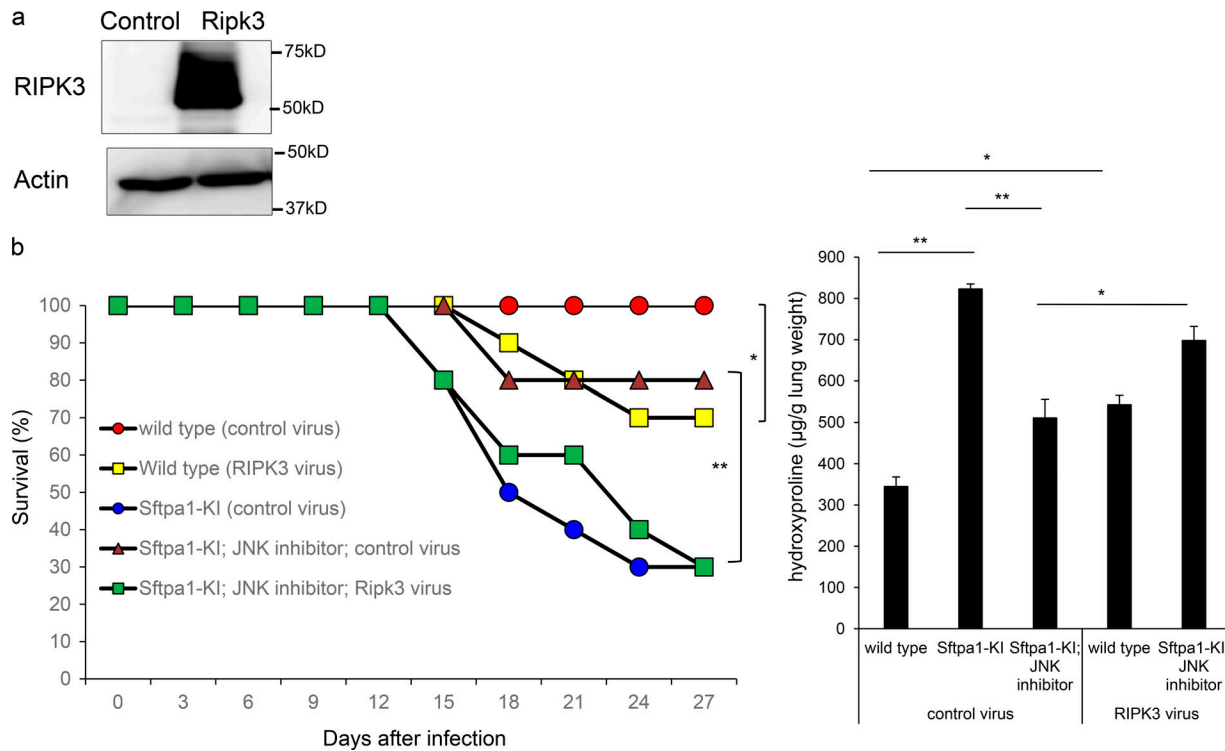 a
Control Ripk3
RIPK3
75kD
50kD
Actin
50kD
37kD
b
Survival (%)
100
90
80
70
60
50
40
30
20
10
0
wild type (control virus)
Wild type (RIPK3 virus)
Sftpa1-KI (control virus)
Sftpa1-KI; JNK inhibitor; control virus
Sftpa1-KI; JNK inhibitor; Ripk3 virus
*
**
0 3 6 9 12 15 18 21 24 27
Days after infection
*
**
**
*
hydroxyproline (µg/g lung weight)
900
800
700
600
500
400
300
200
100
0
wild type Sftpa1-KI Sftpa1-KI; wild type Sftpa1-KI
JNK JNK
inhibitor inhibitor
control virus RIPK3 virus